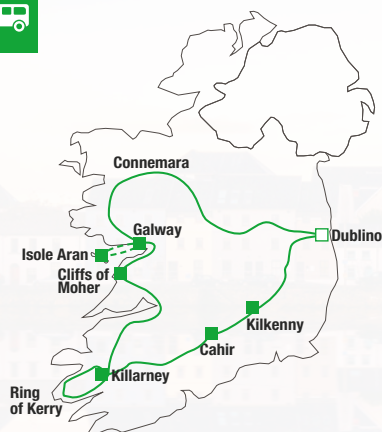 Connemara
Galway
Dublino
Isole Aran
Cliffs of
Moher
Kilkenny
Cahir
Killarney
Ring
of Kerry